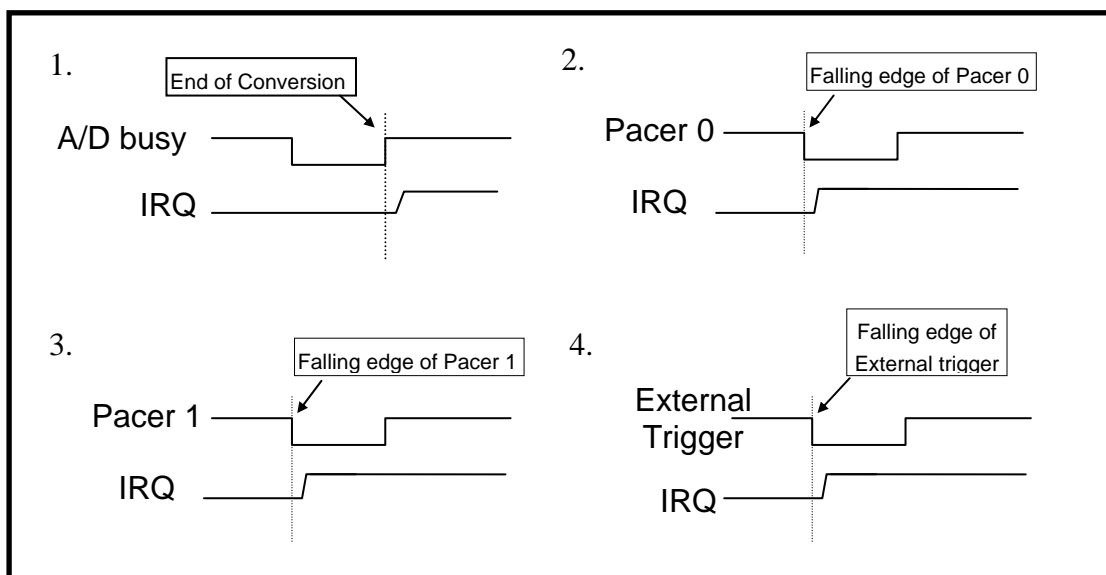 1.
End of Conversion
A/D busy
IRQ
2.
Falling edge of Pacer 0
Pacer 0
IRQ
3.
Falling edge of Pacer 1
Pacer 1
IRQ
4.
Falling edge of
External trigger
External
Trigger
IRQ